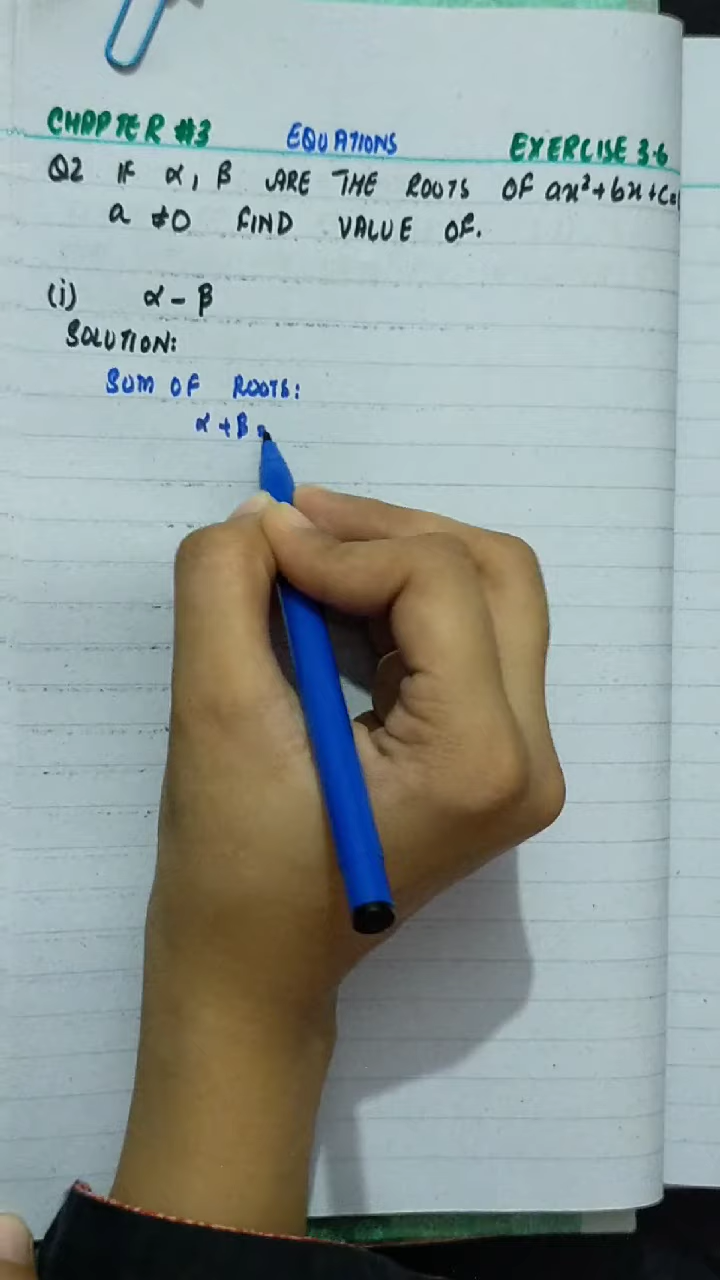 CHAPTER #3 EQUATIONS EXERCISE 3.6
Q2 IF α, β ARE THE ROOTS OF ax²+bx+c=
a ≠0 FIND VALUE OF.
(i) α - β
SOLUTION:
SUM OF ROOTS:
α + β =